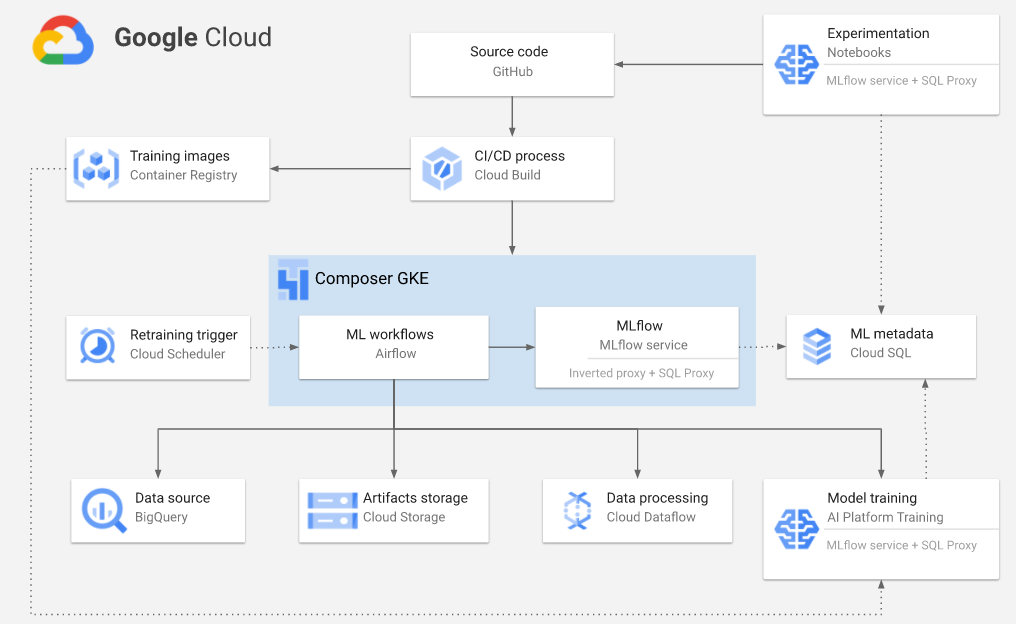 Google Cloud
Source code
GitHub
Experimentation
Notebooks
MLflow service + SQL Proxy
Training images
Container Registry
CI/CD process
Cloud Build
Composer GKE
Retraining trigger
Cloud Scheduler
ML workflows
Airflow
MLflow
MLflow service
Inverted proxy + SQL Proxy
ML metadata
Cloud SQL
Data source
BigQuery
Artifacts storage
Cloud Storage
Data processing
Cloud Dataflow
Model training
AI Platform Training
MLflow service + SQL Proxy